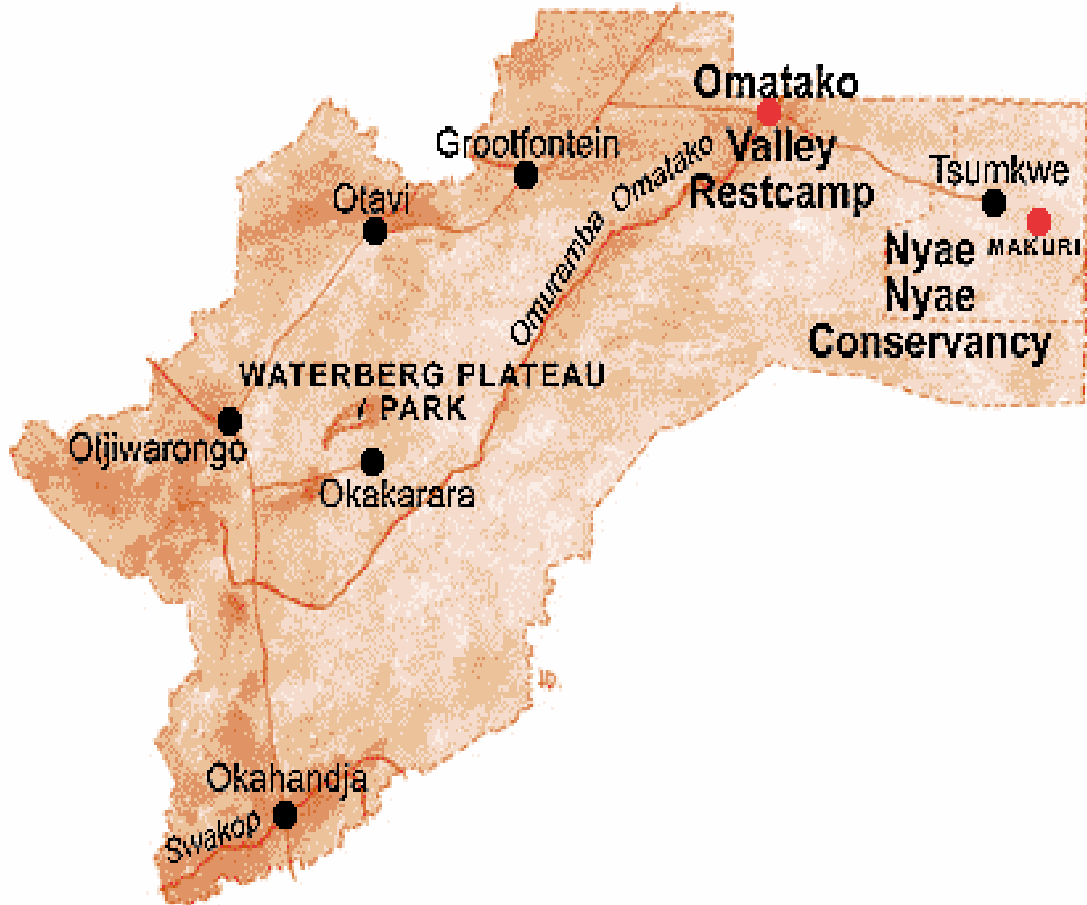 Omatako
Valley
Restcamp
Grootfontein
Tsumkwe
Otavi
Omuramba Omatako
Nyae
MAKURI
Nyae
Conservancy
WATERBERG PLATEAU
PARK
Otjiwarongo
Okakarara
Okahandja
Swakop